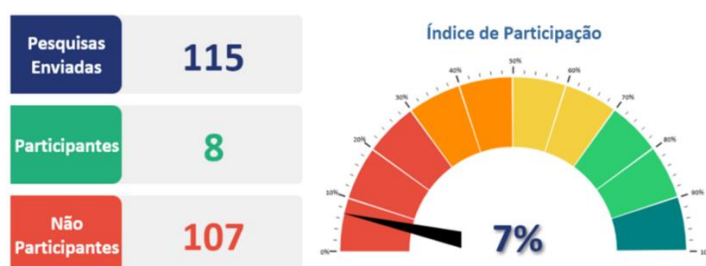 Pesquisas
Enviadas
115
Participantes
8
Não
Participantes
107
Índice de Participação
0%
10%
20%
30%
40%
50%
60%
70%
80%
90%
10
7%